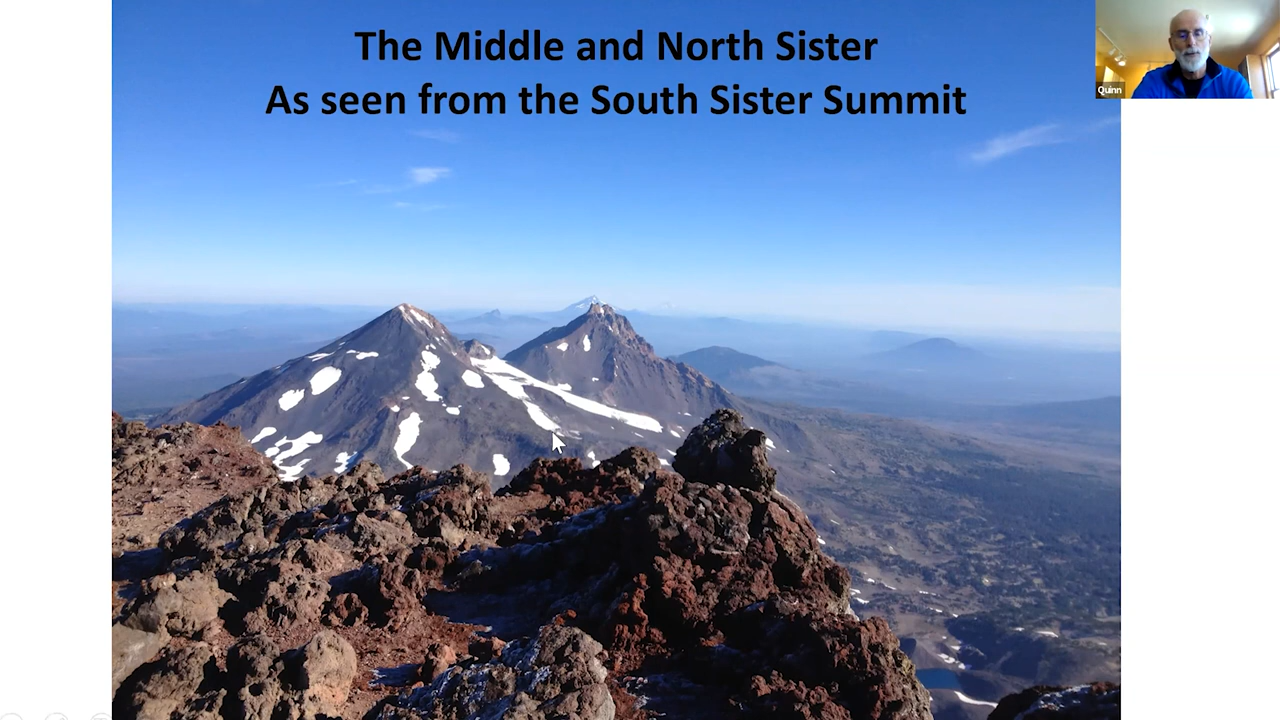 The Middle and North Sister
As seen from the South Sister Summit
Quinn